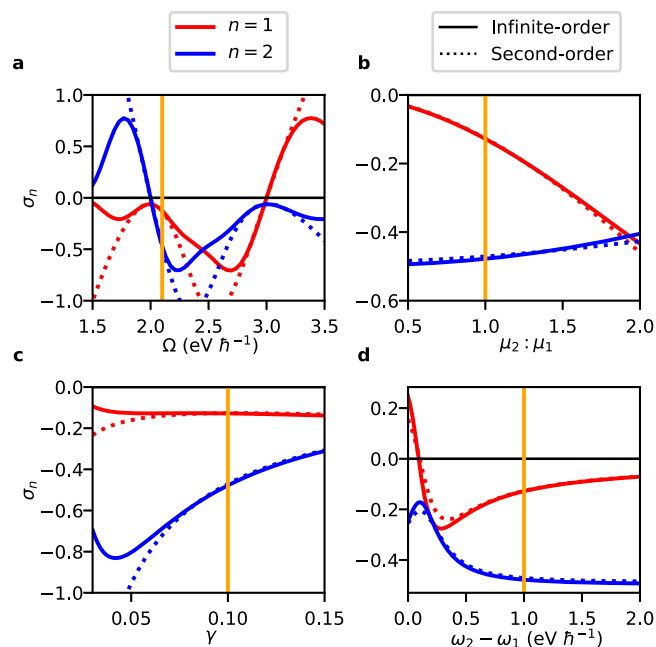 n = 1
n = 2
Infinite-order
Second-order
a
b
1.0
0.5
0.0
−0.5
−1.0
σn
1.5 2.0 2.5 3.0 3.5
Ω (eV ℏ⁻¹)
−0.0
−0.2
−0.4
−0.6
0.5 1.0 1.5 2.0
μ₂ : μ₁
c
d
−0.0
−0.2
−0.4
−0.6
−0.8
−1.0
σn
0.05 0.10 0.15
γ
0.2
0.0
−0.2
−0.4
0.0 0.5 1.0 1.5 2.0
ω₂ − ω₁ (eV ℏ⁻¹)